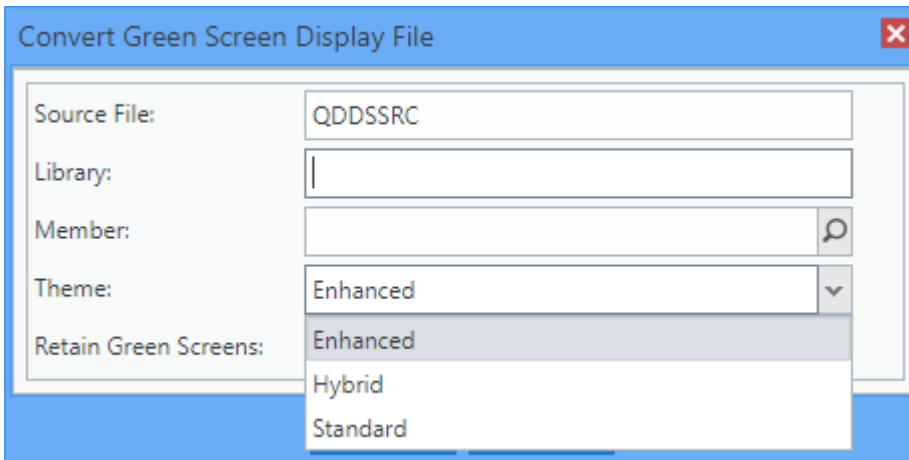 Convert Green Screen Display File
Source File: QDDSSRC
Library:
Member:
Theme: Enhanced
Retain Green Screens: Enhanced
Hybrid
Standard